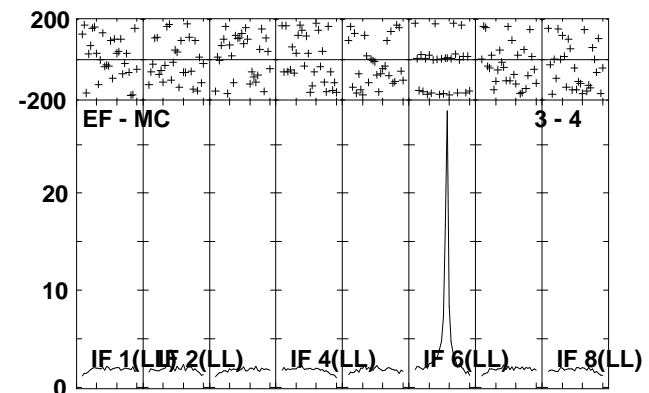 200
-200
EF - MC 3 - 4
20
10
IF 1(LL) IF 2(LL) IF 4(LL) IF 6(LL) IF 8(LL)
0